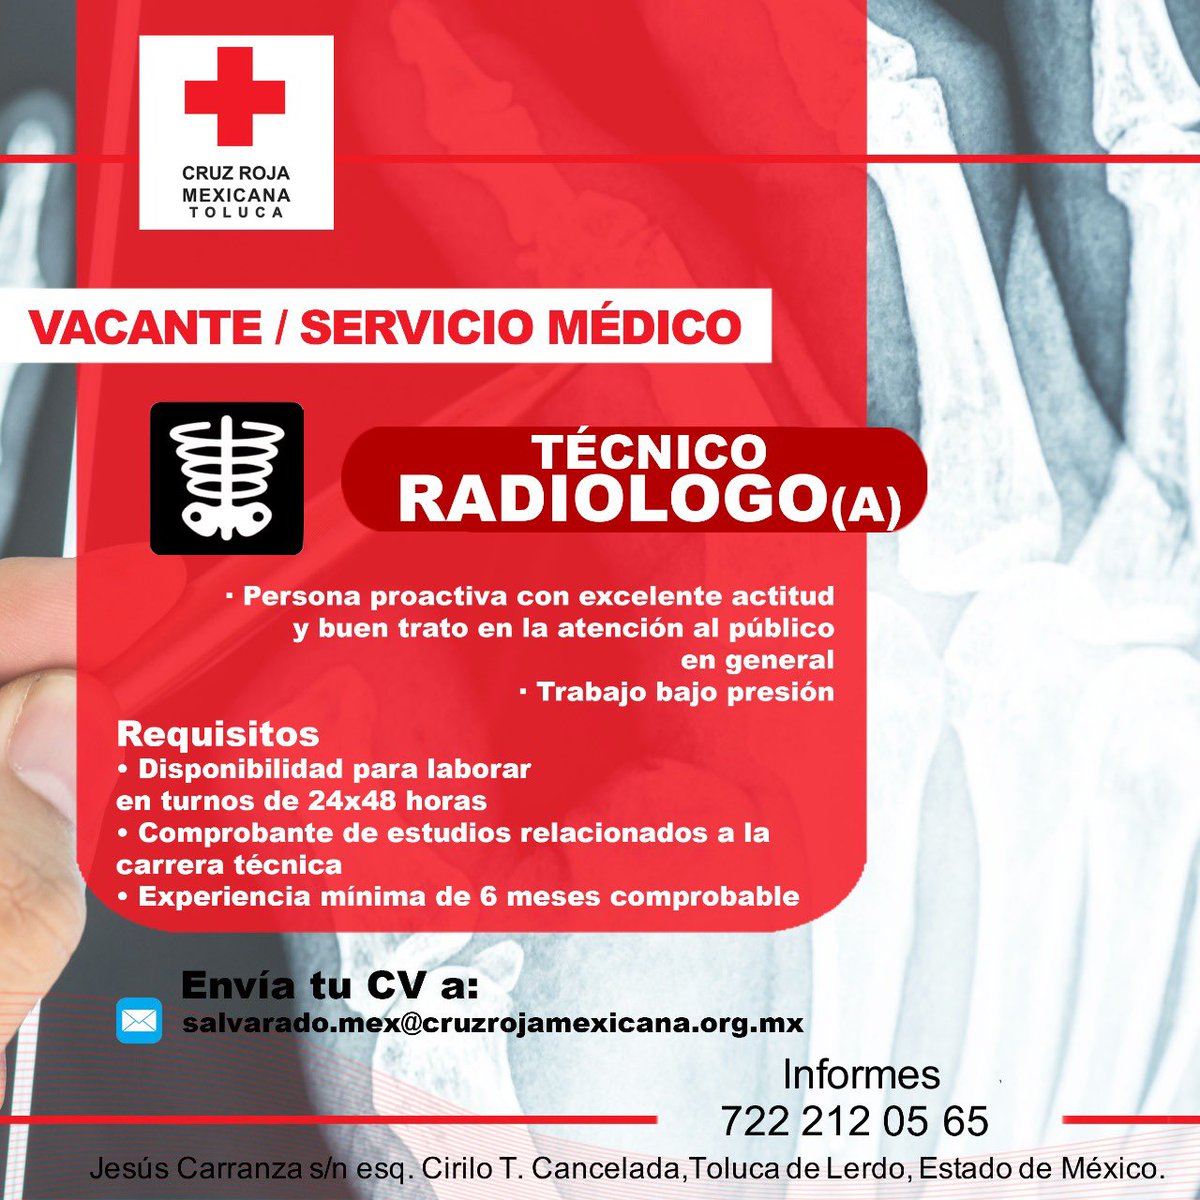 CRUZ ROJA
MEXICANA
TOLUCA
VACANTE / SERVICIO MÉDICO
TÉCNICO
RADIOLOGO(A)
· Persona proactiva con excelente actitud
y buen trato en la atención al público
en general
· Trabajo bajo presión
Requisitos
• Disponibilidad para laborar
en turnos de 24x48 horas
• Comprobante de estudios relacionados a la
carrera técnica
• Experiencia mínima de 6 meses comprobable
Envía tu CV a:
salvarado.mex@cruzrojamexicana.org.mx
Informes
722 212 05 65
Jesús Carranza s/n esq. Cirilo T. Cancelada,Toluca de Lerdo, Estado de México.